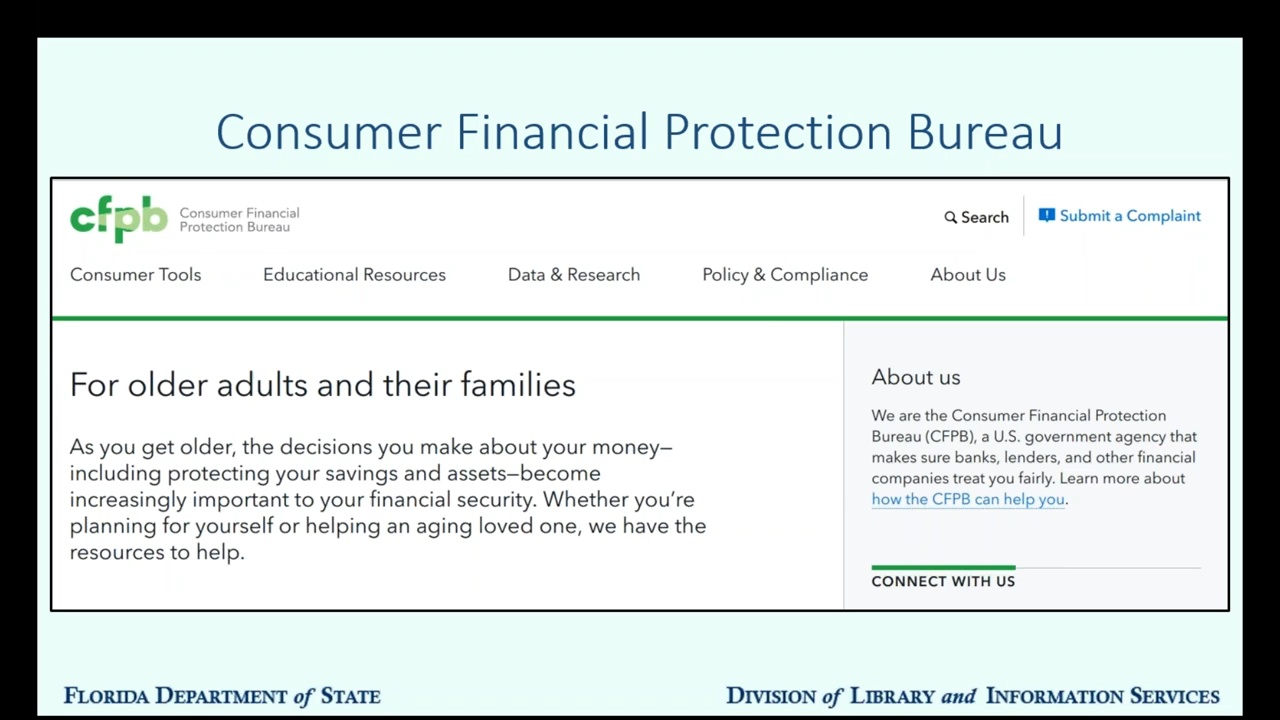 Consumer Financial Protection Bureau
cfpb
Consumer Financial
Protection Bureau
Search
Submit a Complaint
Consumer Tools
Educational Resources
Data & Research
Policy & Compliance
About Us
For older adults and their families
As you get older, the decisions you make about your money—
including protecting your savings and assets—become
increasingly important to your financial security. Whether you’re
planning for yourself or helping an aging loved one, we have the
resources to help.
About us
We are the Consumer Financial Protection
Bureau (CFPB), a U.S. government agency that
makes sure banks, lenders, and other financial
companies treat you fairly. Learn more about
how the CFPB can help you.
CONNECT WITH US
FLORIDA DEPARTMENT of STATE
DIVISION of LIBRARY and INFORMATION SERVICES